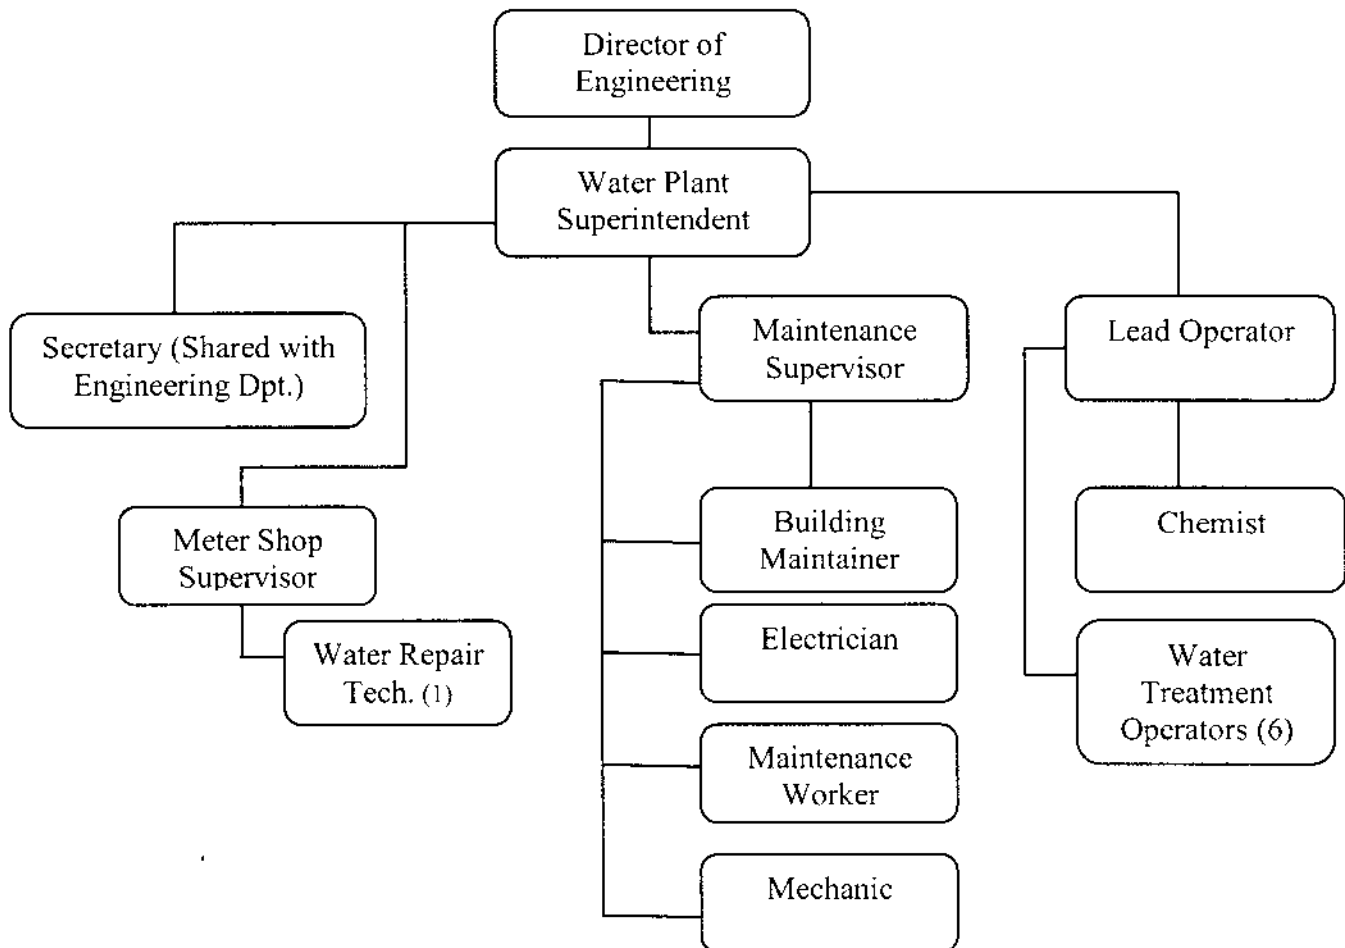 Director of
Engineering
Water Plant
Superintendent
Secretary (Shared with
Engineering Dpt.)
Maintenance
Supervisor
Lead Operator
Meter Shop
Supervisor
Building
Maintainer
Chemist
Water Repair
Tech. (1)
Electrician
Water
Treatment
Operators (6)
Maintenance
Worker
Mechanic